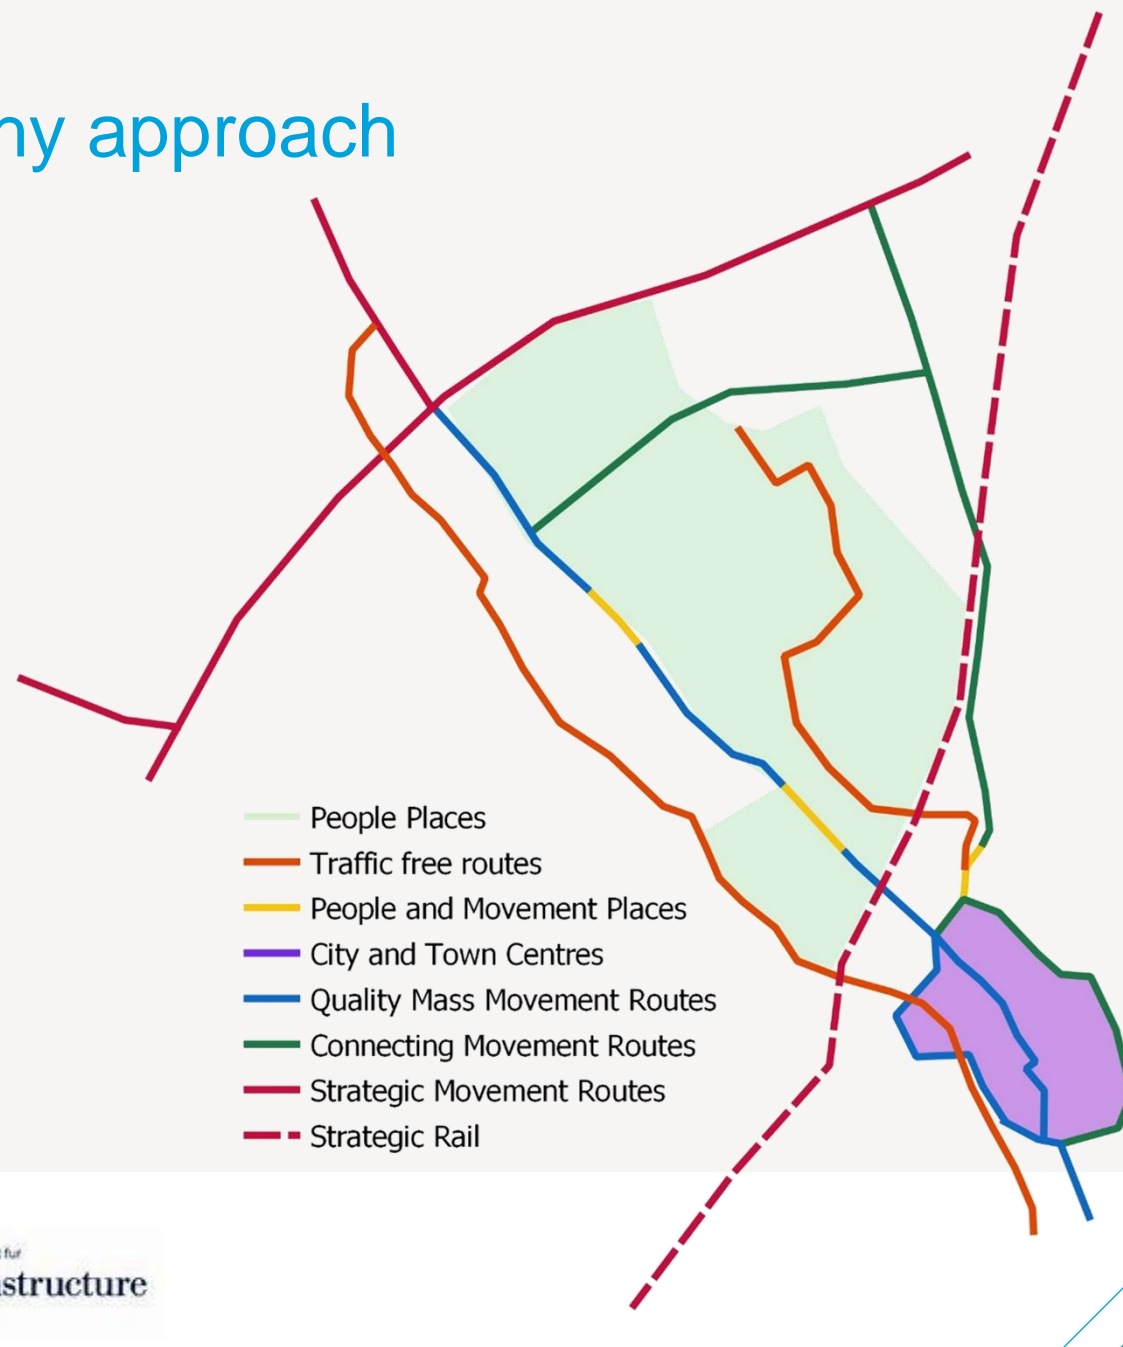 ny approach
People Places
Traffic free routes
People and Movement Places
City and Town Centres
Quality Mass Movement Routes
Connecting Movement Routes
Strategic Movement Routes
Strategic Rail
fur
structure